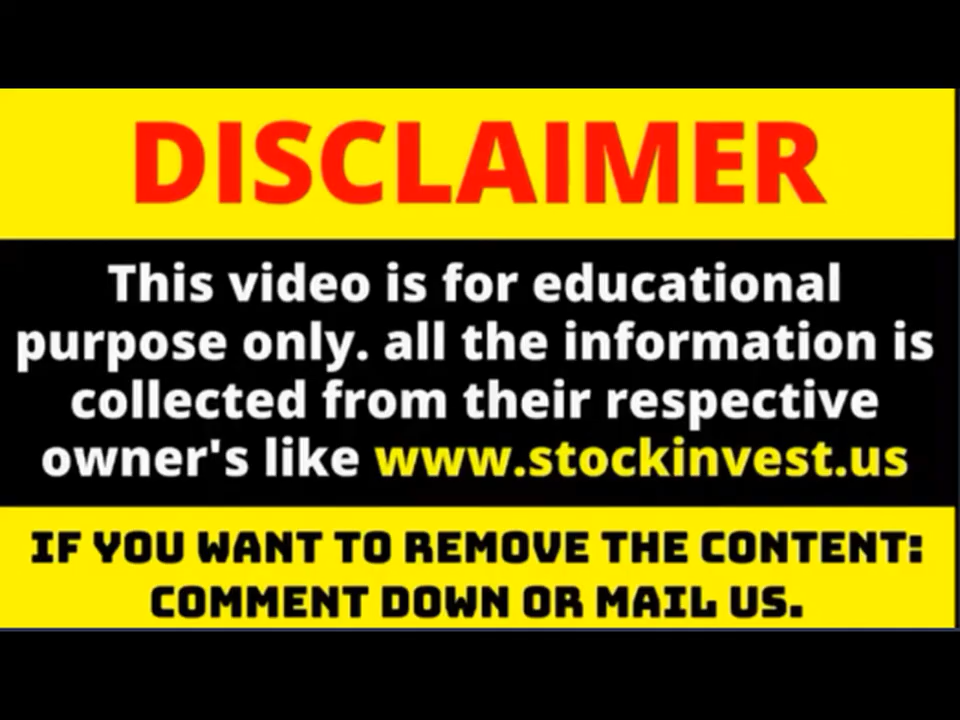 DISCLAIMER
This video is for educational
purpose only. all the information is
collected from their respective
owner's like www.stockinvest.us
IF YOU WANT TO REMOVE THE CONTENT:
COMMENT DOWN OR MAIL US.